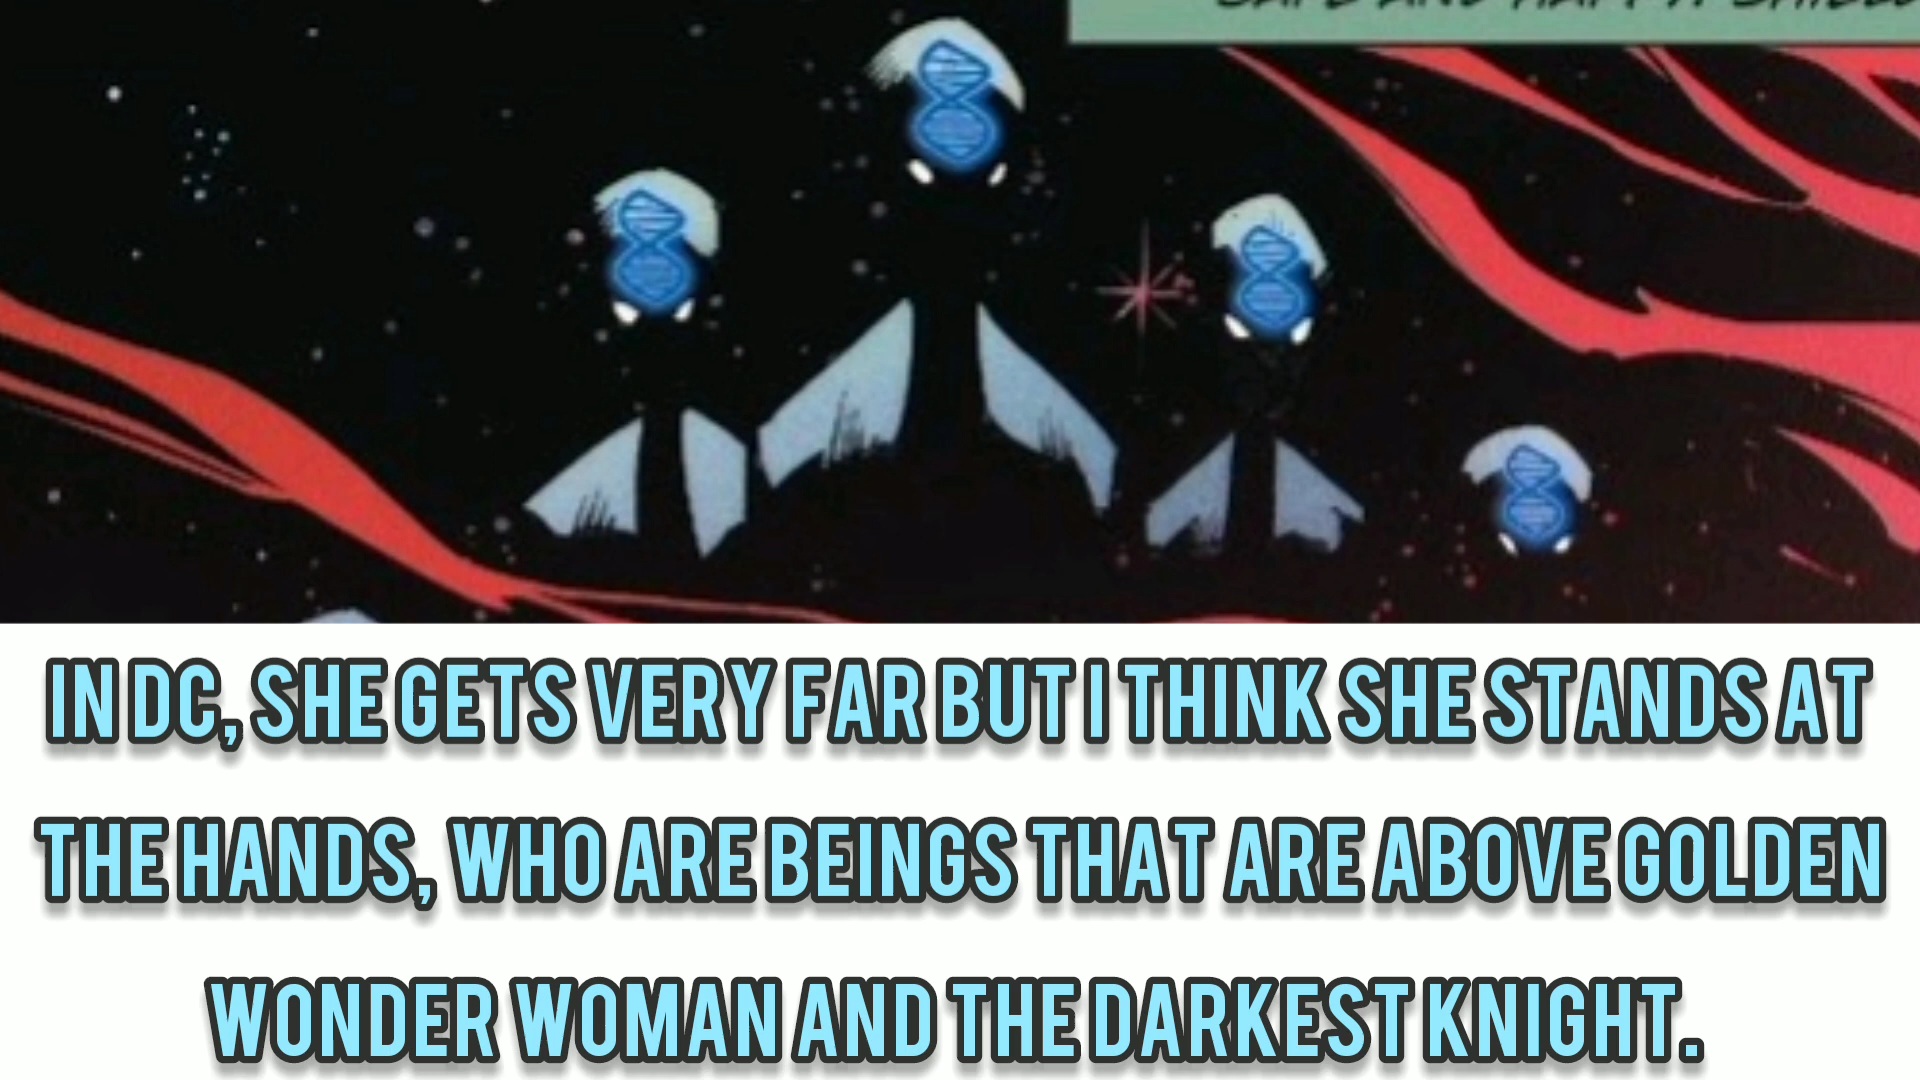 IN DC, SHE GETS VERY FAR BUT I THINK SHE STANDS AT
THE HANDS, WHO ARE BEINGS THAT ARE ABOVE GOLDEN
WONDER WOMAN AND THE DARKEST KNIGHT.